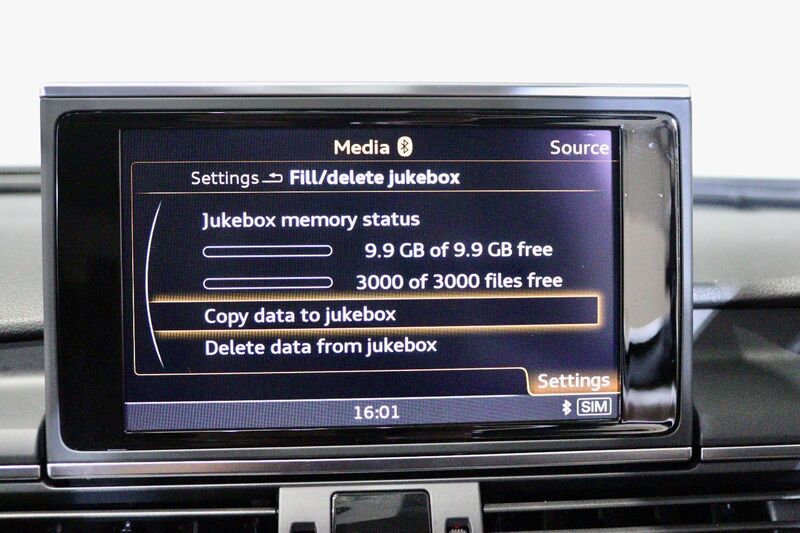 Media
Source
Settings Fill/delete jukebox
Jukebox memory status
9.9 GB of 9.9 GB free
3000 of 3000 files free
Copy data to jukebox
Delete data from jukebox
Settings
16:01 SIM